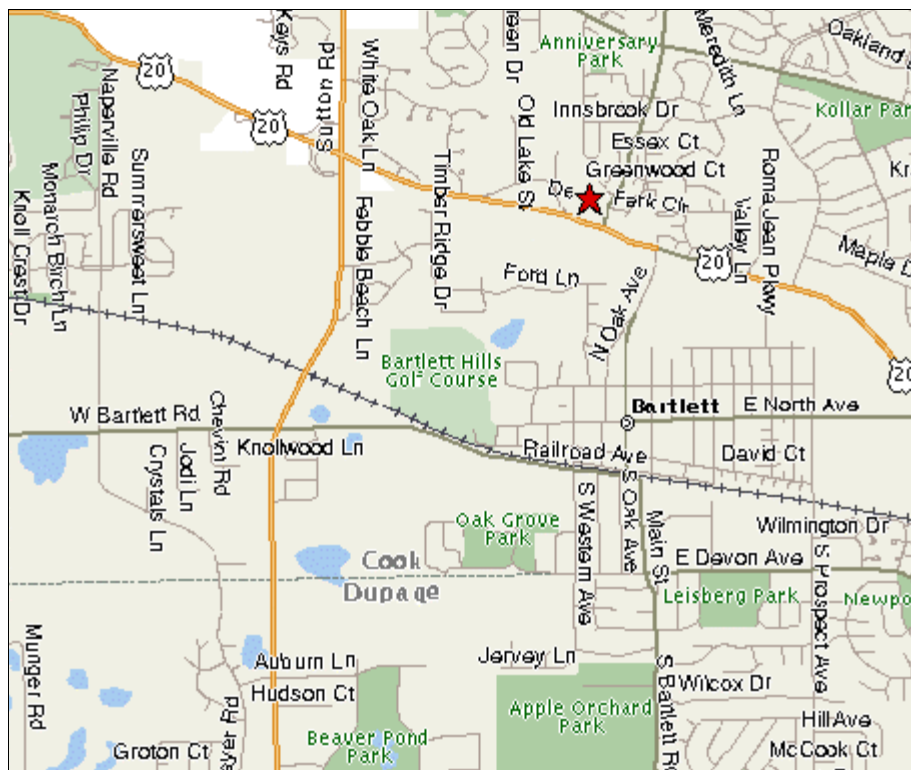 Keys Rd
Sutton Rd
White Oak Ln
reen Dr
Anniversary
Park
Meredith Ln
Oakland
20
Naperville Rd
Philip Dr
20
Old Lake St
Innsbrook Dr
Kollar Par
Essex Ct
Greenwood Ct
Kr
Summersweet Ln
Monarch Birch Ln
Knoll Crest Dr
Timber Ridge Dr
De
Park Cir
Valley Ln
Roma Jean Pkwy
Maple D
Pebble Beach Ln
20
Ford Ln
N Oak Ave
Bartlett Hills
Golf Course
20
W Bartlett Rd
Chevint Rd
Bartlett
E North Ave
Knollwood Ln
Railroad Ave
David Ct
Crystals Ln
Jodi Ln
S Western Ave
S Oak Ave
Main St
Oak Grove
Park
Wilmington Dr
Cook
Dupage
E Devon Ave
S Prospect Ave
Leisberg Park
Newpo
Munger Rd
Auburn Ln
Jervey Ln
Hudson Ct
S Bartlett Rd
Wilcox Dr
Apple Orchard
Park
Hill Ave
Groton Ct
Beaver Pond
Park
McCook Ct